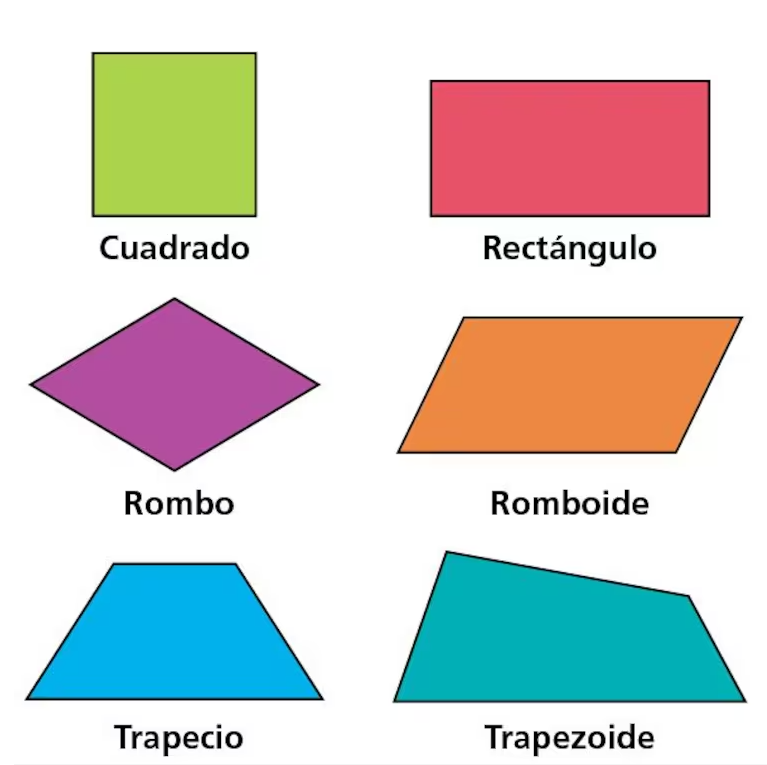 Cuadrado
Rectángulo
Rombo
Romboide
Trapecio
Trapezoide